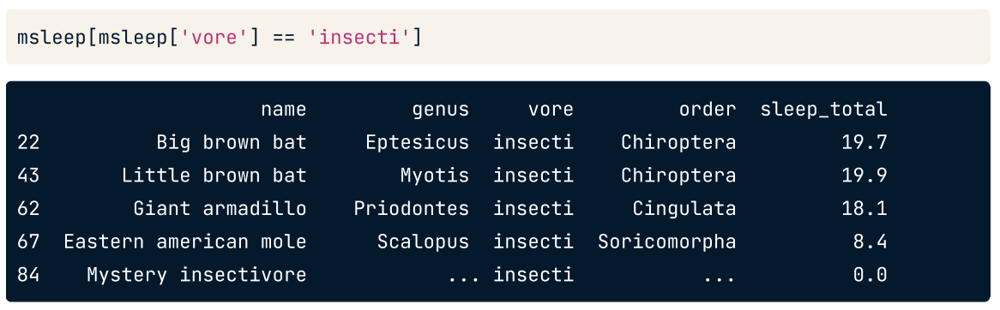 msleep[msleep['vore'] == 'insecti']
name genus vore order sleep_total
22 Big brown bat Eptesicus insecti Chiroptera 19.7
43 Little brown bat Myotis insecti Chiroptera 19.9
62 Giant armadillo Priodontes insecti Cingulata 18.1
67 Eastern american mole Scalopus insecti Soricomorpha 8.4
84 Mystery insectivore ... insecti ... 0.0